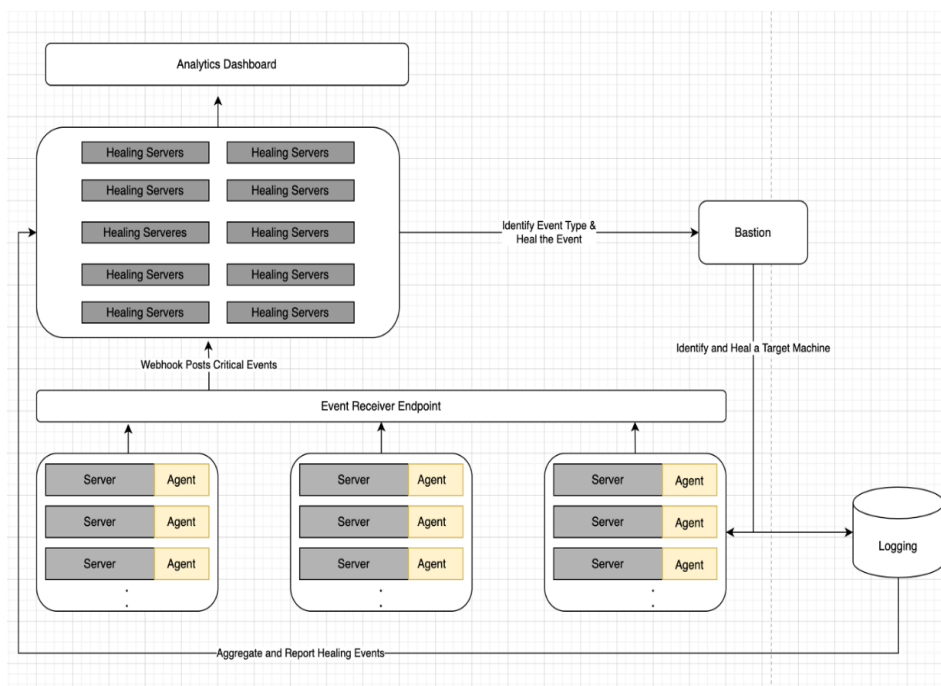 Analytics Dashboard
Healing Servers
Healing Servers
Healing Servers
Healing Servers
Healing Serveres
Healing Servers
Healing Servers
Healing Servers
Healing Servers
Healing Servers
Identify Event Type &
Heal the Event
Bastion
Identify and Heal a Target Machine
Webhook Posts Critical Events
Event Receiver Endpoint
Server
Agent
Server
Agent
Server
Agent
Server
Agent
Server
Agent
Server
Agent
Server
Agent
Server
Agent
Server
Agent
Logging
Aggregate and Report Healing Events